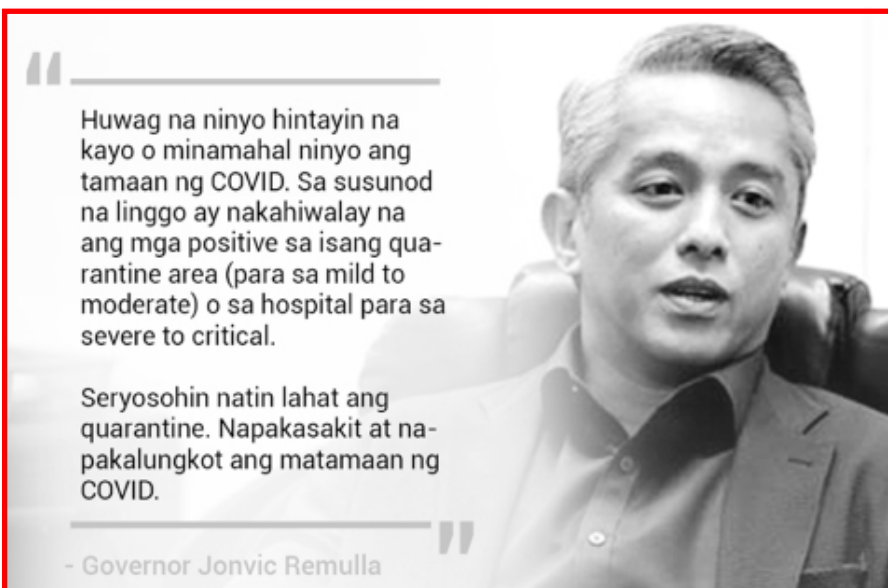 Huwag na ninyo hintayin na
kayo o minamahal ninyo ang
tamaan ng COVID. Sa susunod
na linggo ay nakahiwalay na
ang mga positive sa isang qua-
rantine area (para sa mild to
moderate) o sa hospital para sa
severe to critical.
Seryosohin natin lahat ang
quarantine. Napakasakit at na-
pakalungkot ang matamaan ng
COVID.
- Governor Jonvic Remulla